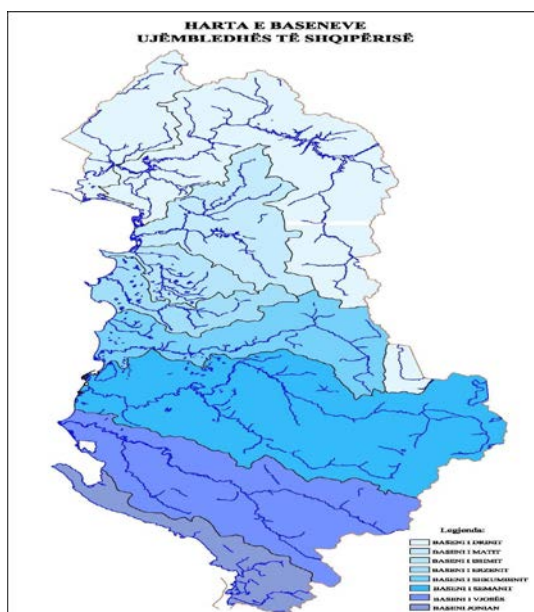 HARTA E BASENEVE
UJËMBLEDHËS TË SHQIPËRISË
Legjenda:
BASENI I DRINIT
BASENI I MATIT
BASENI I ISHMIT
BASENI I ERZENIT
BASENI I SHKUMBINIT
BASENI I SEMANIT
BASENI I VJOSËS
BASENI JONIAN